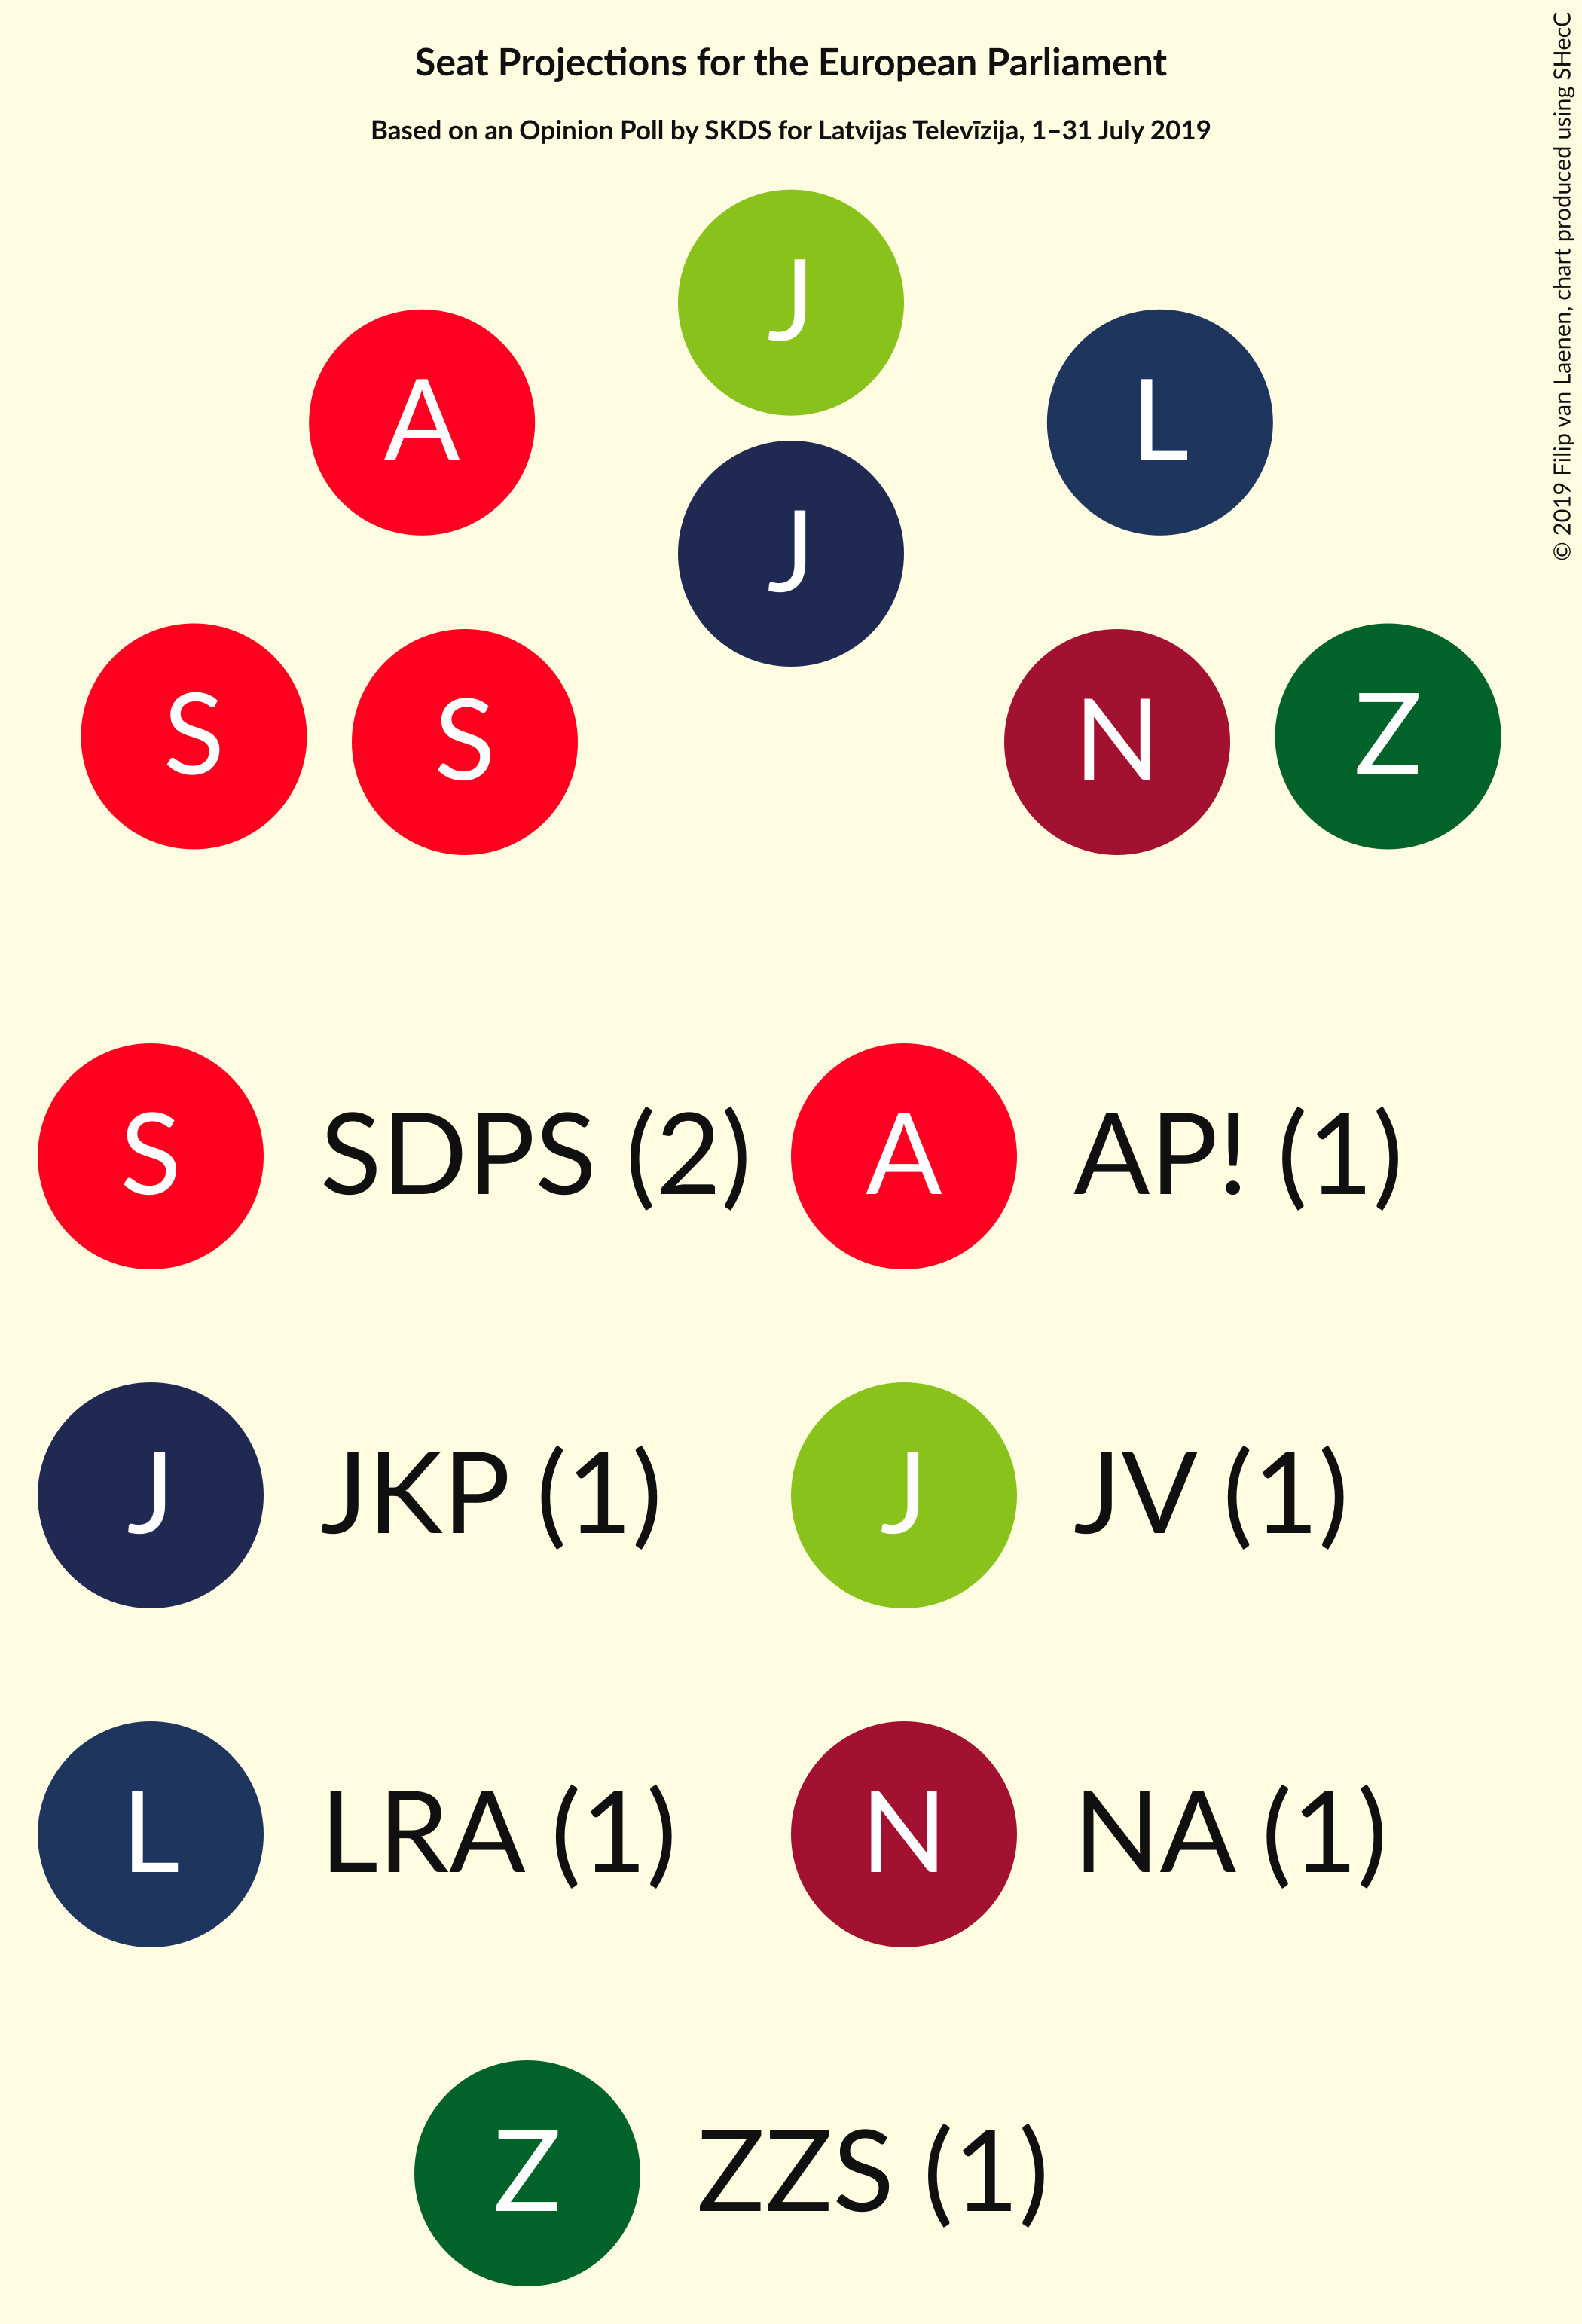 Seat Projections for the European Parliament
Based on an Opinion Poll by SKDS for Latvijas Televīzija, 1–31 July 2019
© 2019 Filip van Laenen, chart produced using SHecC
J
A
L
J
S
S
N
Z
S SDPS (2)
A AP! (1)
J JKP (1)
J JV (1)
L LRA (1)
N NA (1)
Z ZZS (1)